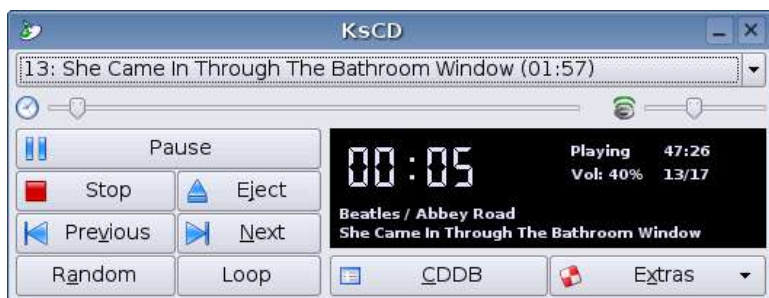 KsCD
13: She Came In Through The Bathroom Window (01:57)
Pause
Stop
Eject
Previous
Next
Random
Loop
00:05
Playing 47:26
Vol: 40% 13/17
Beatles / Abbey Road
She Came In Through The Bathroom Window
CDDB
Extras